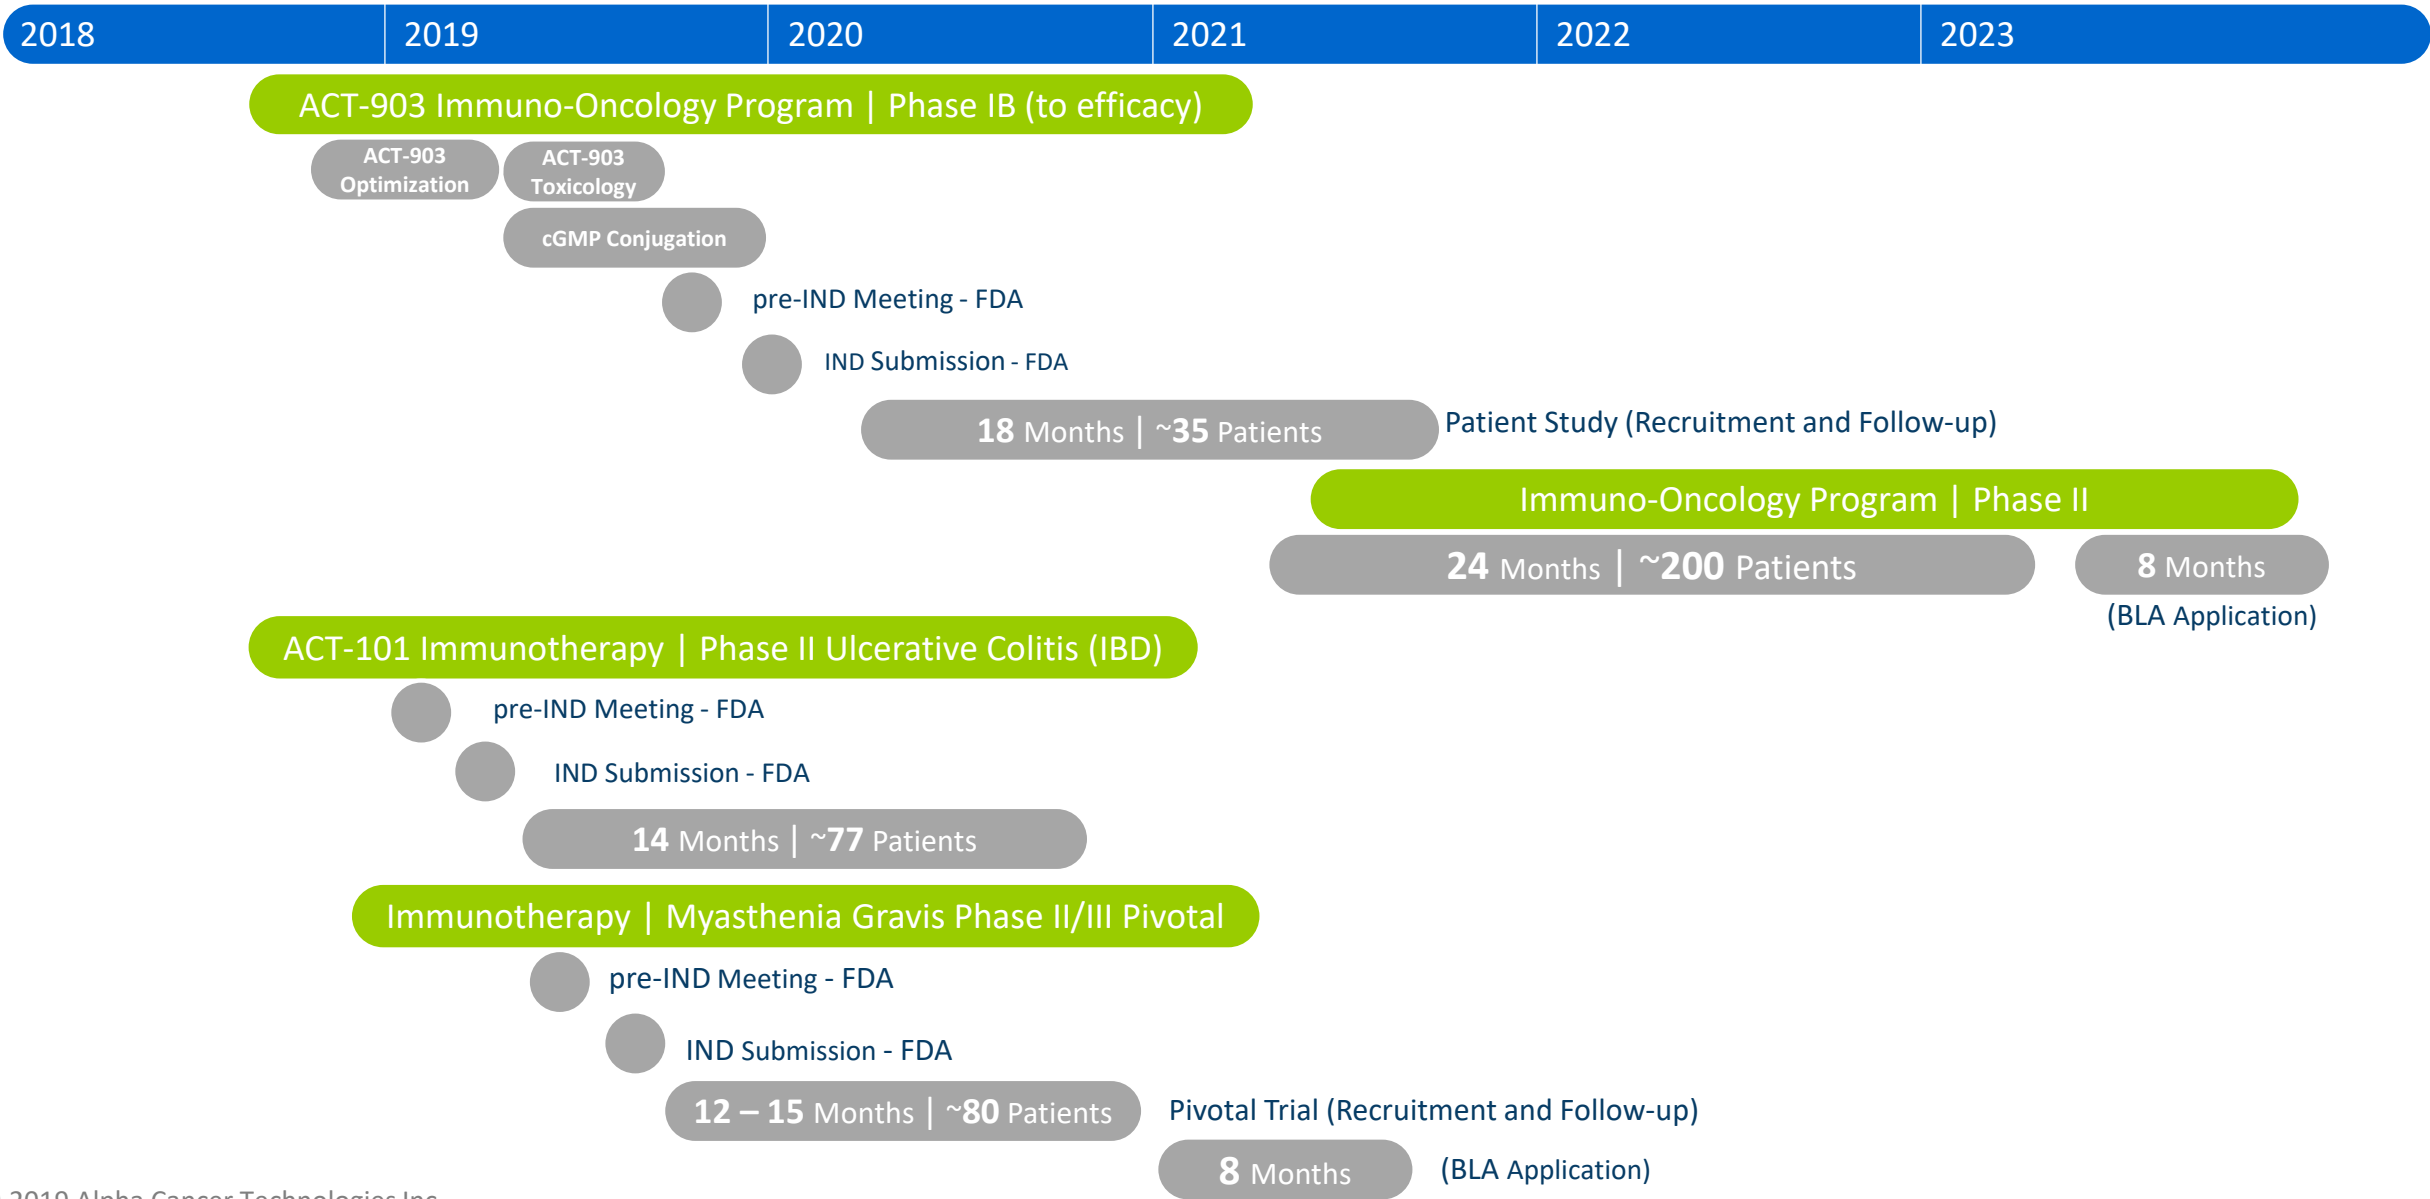 2018 2019 2020 2021 2022 2023
ACT-903 Immuno-Oncology Program | Phase IB (to efficacy)
ACT-903
Optimization
ACT-903
Toxicology
cGMP Conjugation
pre-IND Meeting - FDA
IND Submission - FDA
18 Months | ~35 Patients
Patient Study (Recruitment and Follow-up)
Immuno-Oncology Program | Phase II
24 Months | ~200 Patients
8 Months
(BLA Application)
ACT-101 Immunotherapy | Phase II Ulcerative Colitis (IBD)
pre-IND Meeting - FDA
IND Submission - FDA
14 Months | ~77 Patients
Immunotherapy | Myasthenia Gravis Phase II/III Pivotal
pre-IND Meeting - FDA
IND Submission - FDA
12 – 15 Months | ~80 Patients
Pivotal Trial (Recruitment and Follow-up)
8 Months
(BLA Application)
2019 Alpha Cancer Technologies Inc